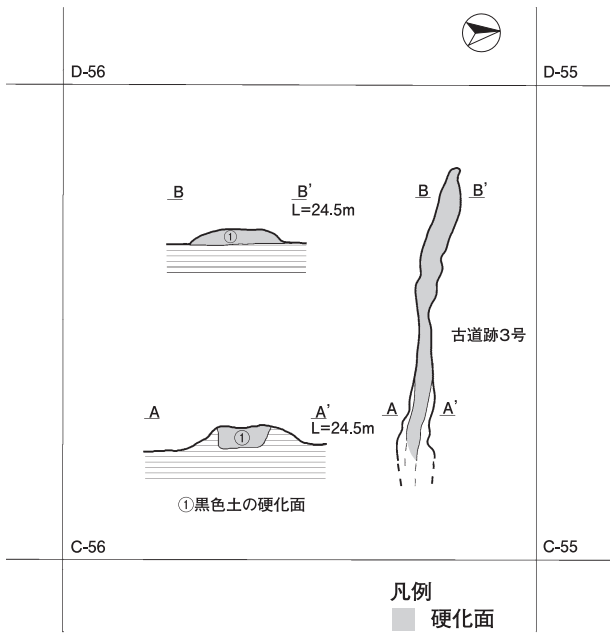 D-56
D-55
B
B'
L=24.5m
①
B
B'
古道跡3号
A
A'
L=24.5m
①
A
A'
①黒色土の硬化面
C-56
C-55
凡例
硬化面